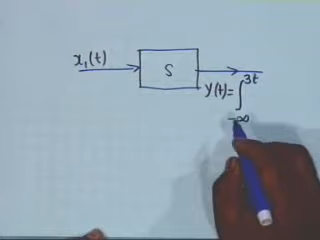 x₁(t)
S
y(t) = ∫
3t
-∞